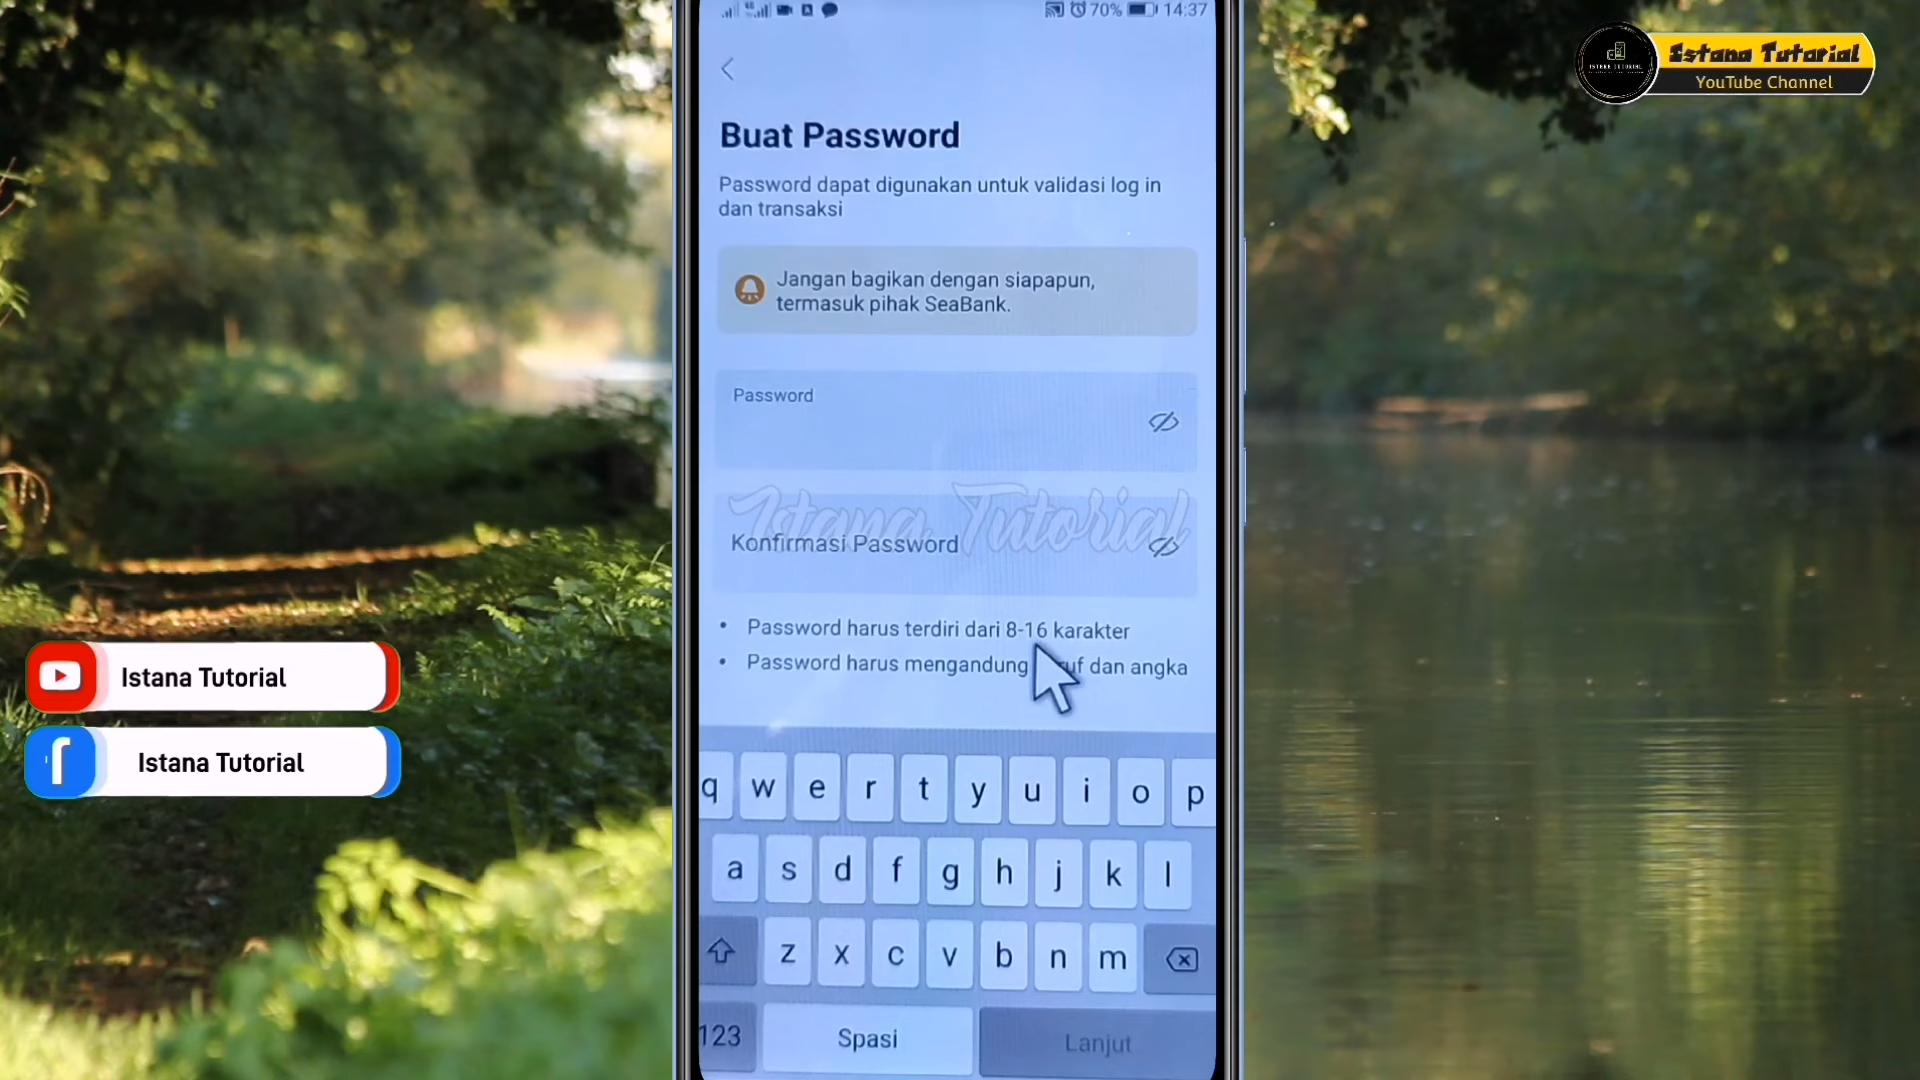 70% 14:37
Istana Tutorial
YouTube Channel
Buat Password
Password dapat digunakan untuk validasi log in
dan transaksi
Jangan bagikan dengan siapapun,
termasuk pihak SeaBank.
Password
Istana Tutorial
Konfirmasi Password
• Password harus terdiri dari 8-16 karakter
• Password harus mengandung dan angka
Istana Tutorial
Istana Tutorial
q w e r t y u i o p
a s d f g h j k l
z x c v b n m
123 Spasi Lanjut